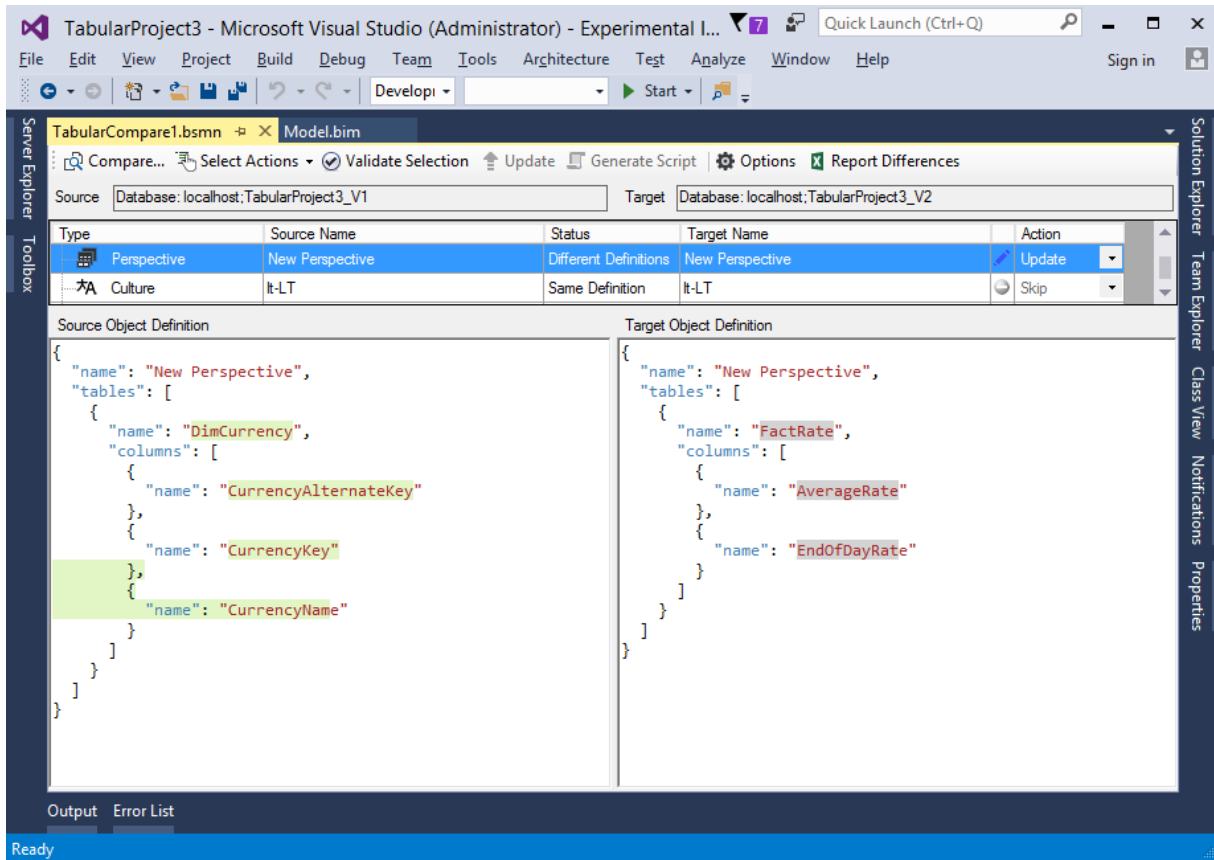 TabularProject3 - Microsoft Visual Studio (Administrator) - Experimental I... 7 Quick Launch (Ctrl+Q)
File Edit View Project Build Debug Team Tools Architecture Test Analyze Window Help Sign in
Developı Start
TabularCompare1.bsmn Model.bim
Compare... Select Actions Validate Selection Update Generate Script Options Report Differences
Source Database: localhost;TabularProject3_V1 Target Database: localhost;TabularProject3_V2
Type Source Name Status Target Name Action
Perspective New Perspective Different Definitions New Perspective Update
Culture lt-LT Same Definition lt-LT Skip
Source Object Definition
{
"name": "New Perspective",
"tables": [
{
"name": "DimCurrency",
"columns": [
{
"name": "CurrencyAlternateKey"
},
{
"name": "CurrencyKey"
},
{
"name": "CurrencyName"
}
]
}
]
}
Target Object Definition
{
"name": "New Perspective",
"tables": [
{
"name": "FactRate",
"columns": [
{
"name": "AverageRate"
},
{
"name": "EndOfDayRate"
}
]
}
]
}
Server Explorer
Toolbox
Solution Explorer
Team Explorer
Class View
Notifications
Properties
Output Error List
Ready